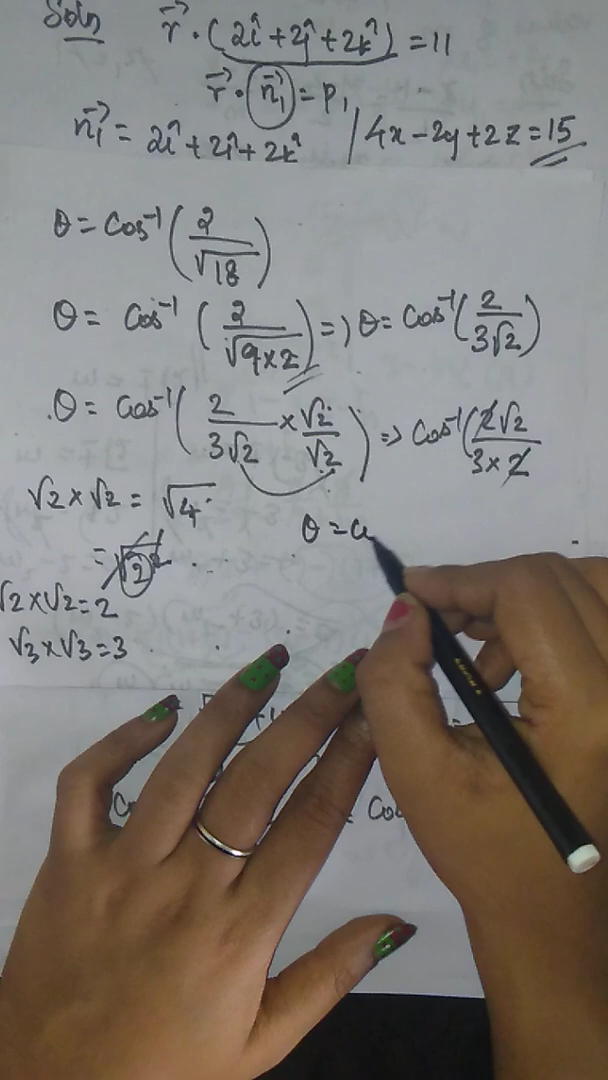 Soln r⃗ · (2î + 2ĵ + 2k̂) = 11
r⃗ · (n⃗₁) = P₁
n⃗₁ = 2î + 2ĵ + 2k̂ / 4x − 2y + 2z = 15
θ = Cos⁻¹ (2/√18)
θ = Cos⁻¹ (2/√(9×2)) ⇒ θ = Cos⁻¹ (2/3√2)
θ = Cos⁻¹ (2/3√2 × √2/√2) ⇒ Cos⁻¹ (2√2/3×2)
√2 × √2 = √4
= √2²
θ = c
√2 × √2 = 2
√3 × √3 = 3